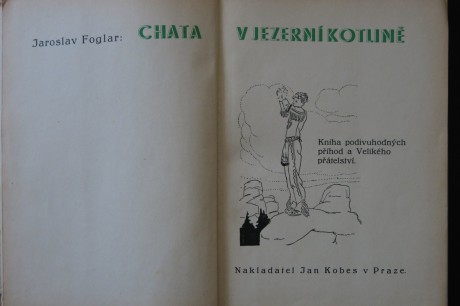 Jaroslav Foglar: CHATA V JEZERNÍ KOTLINĚ
Kniha podivuhodných
příhod a Velikého
přátelství.
Nakladatel Jan Kobes v Praze.